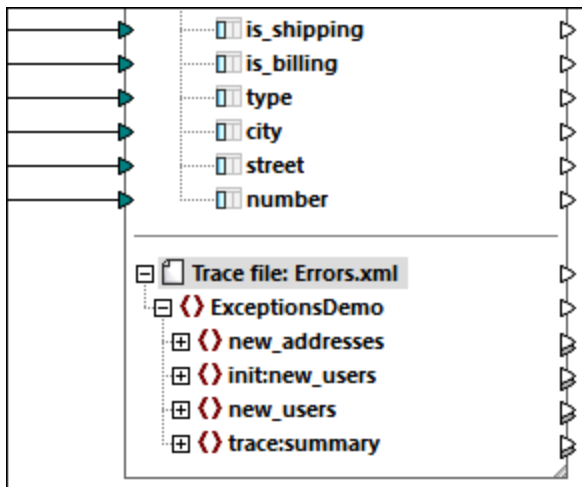 is_shipping
is_billing
type
city
street
number
Trace file: Errors.xml
ExceptionsDemo
new_addresses
init:new_users
new_users
trace:summary